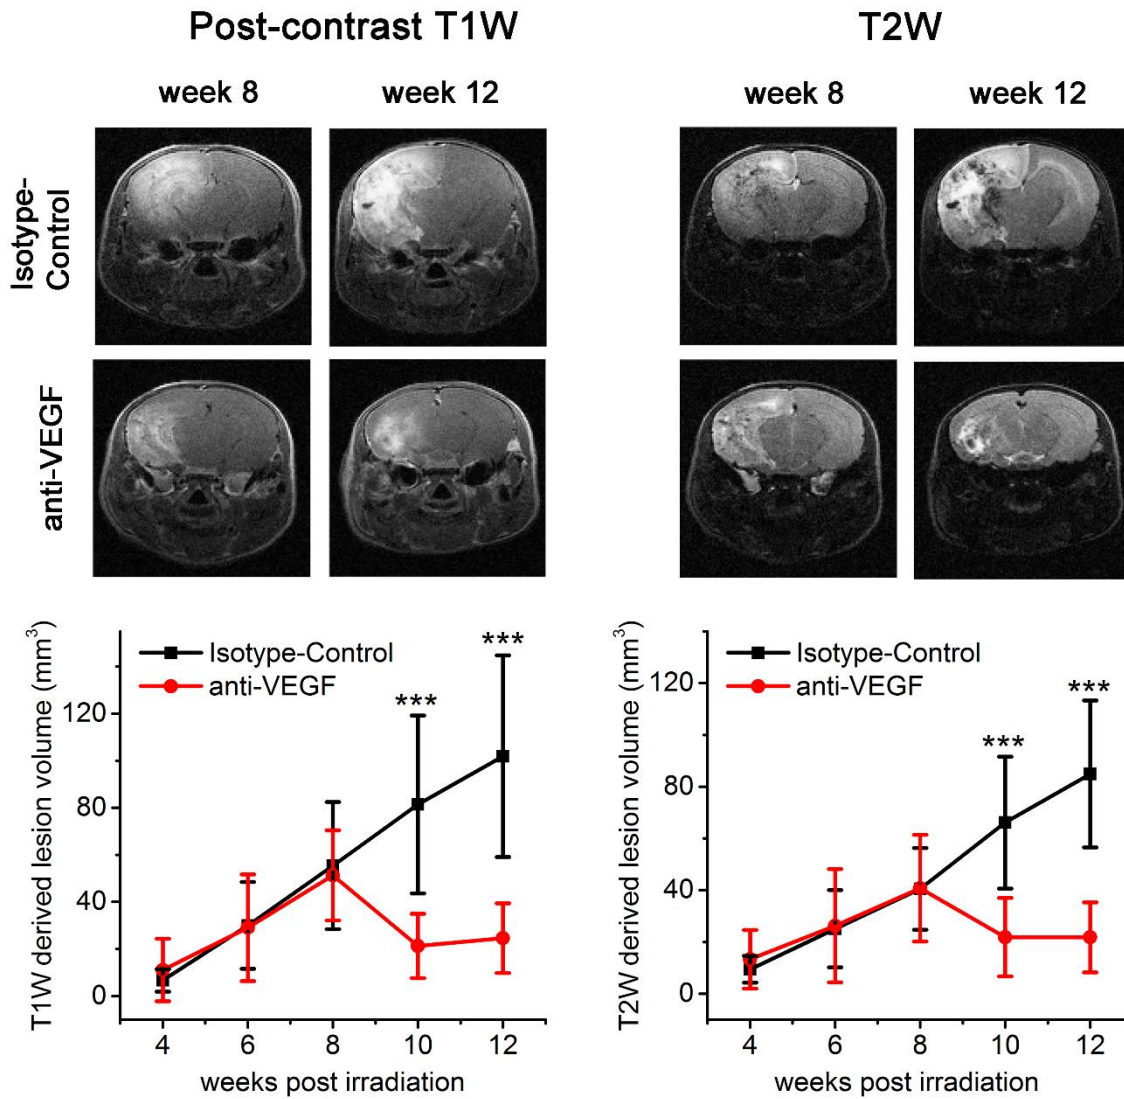 Post-contrast T1W
T2W
week 8
week 12
week 8
week 12
Isotype-
Control
anti-VEGF
T1W derived lesion volume (mm³)
Isotype-Control
anti-VEGF
***
***
120
80
40
0
4
6
8
10
12
weeks post irradiation
T2W derived lesion volume (mm³)
Isotype-Control
anti-VEGF
***
***
120
80
40
0
4
6
8
10
12
weeks post irradiation